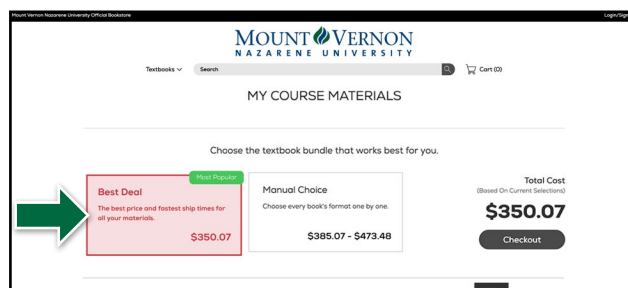 Mount Vernon Nazarene University Official Bookstore
Login/Sign
MOUNT VERNON
NAZARENE UNIVERSITY
Textbooks
Search
Cart (0)
MY COURSE MATERIALS
Choose the textbook bundle that works best for you.
Most Popular
Best Deal
The best price and fastest ship times for
all your materials.
$350.07
Manual Choice
Choose every book's format one by one.
$385.07 - $473.48
Total Cost
(Based On Current Selections)
$350.07
Checkout